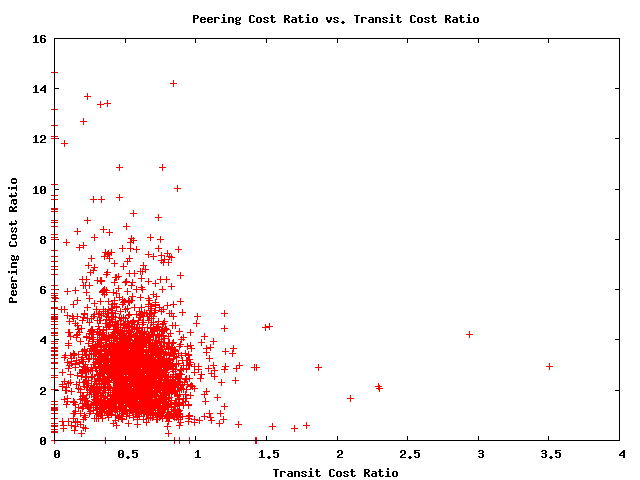 Peering Cost Ratio vs. Transit Cost Ratio
16
14
12
10
8
6
4
2
0
Peering Cost Ratio
0 0.5 1 1.5 2 2.5 3 3.5 4
Transit Cost Ratio